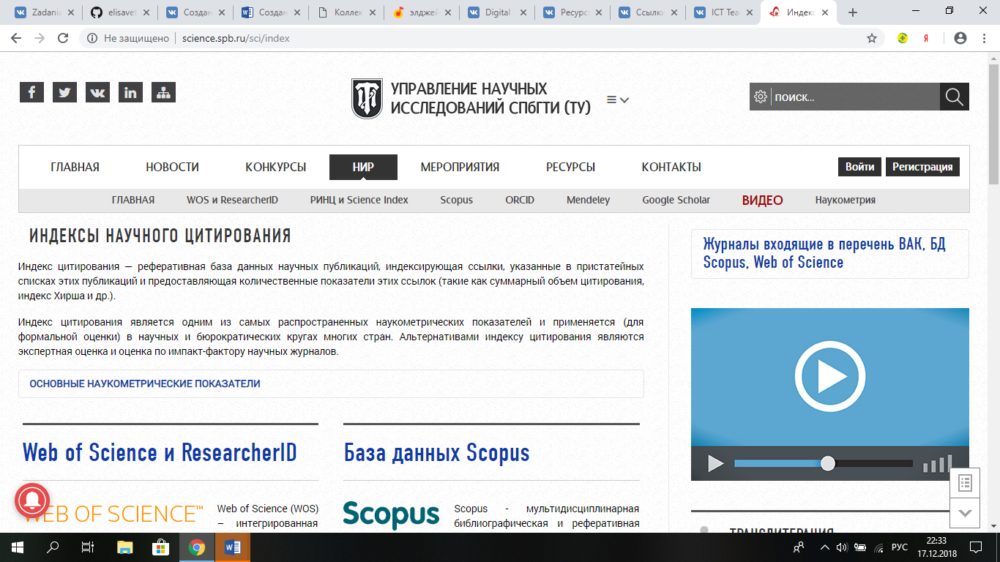 Zadania
elisavet
Создан
Создан
Коллек
элджей
Digital
Ресурс
Ссылки
ICT Tea
Индекс
Не защищено
science.spb.ru/sci/index
Я
УПРАВЛЕНИЕ НАУЧНЫХ
ИССЛЕДОВАНИЙ СПбГТИ (ТУ)
поиск...
ГЛАВНАЯ НОВОСТИ КОНКУРСЫ НИР МЕРОПРИЯТИЯ РЕСУРСЫ КОНТАКТЫ Войти Регистрация
ГЛАВНАЯ WOS и ResearcherID РИНЦ и Science Index Scopus ORCID Mendeley Google Scholar ВИДЕО Наукометрия
ИНДЕКСЫ НАУЧНОГО ЦИТИРОВАНИЯ
Индекс цитирования — реферативная база данных научных публикаций, индексирующая ссылки, указанные в пристатейных
списках этих публикаций и предоставляющая количественные показатели этих ссылок (такие как суммарный объем цитирования,
индекс Хирша и др.).
Индекс цитирования является одним из самых распространенных наукометрических показателей и применяется (для
формальной оценки) в научных и бюрократических кругах многих стран. Альтернативами индексу цитирования являются
экспертная оценка и оценка по импакт-фактору научных журналов.
ОСНОВНЫЕ НАУКОМЕТРИЧЕСКИЕ ПОКАЗАТЕЛИ
Web of Science и ResearcherID
WEB OF SCIENCE™
Web of Science (WOS)
– интегрированная
База данных Scopus
Scopus
Scopus - мультидисциплинарная
библиографическая и реферативная
Журналы входящие в перечень ВАК, БД
Scopus, Web of Science
ТРАНСЛИТЕРАЦИЯ
РУС
22:33
17.12.2018